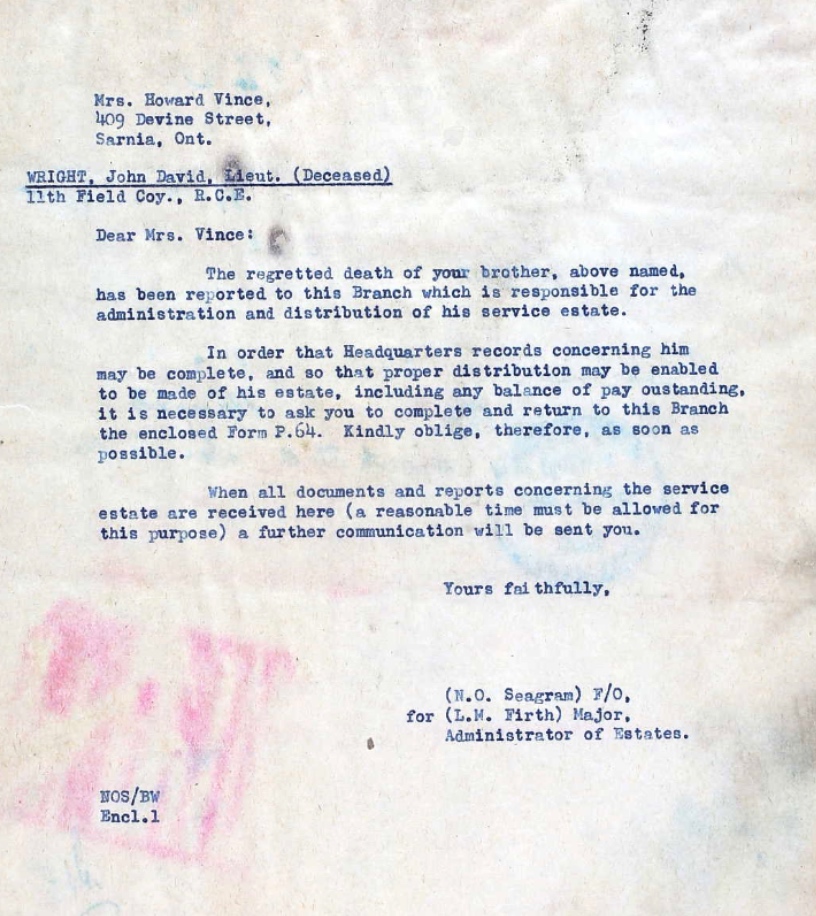 Mrs. Howard Vince,
409 Devine Street,
Sarnia, Ont.
WRIGHT, John David, Lieut. (Deceased)
11th Field Coy., R.C.E.
Dear Mrs. Vince:
The regretted death of your brother, above named,
has been reported to this Branch which is responsible for the
administration and distribution of his service estate.
In order that Headquarters records concerning him
may be complete, and so that proper distribution may be enabled
to be made of his estate, including any balance of pay oustanding,
it is necessary to ask you to complete and return to this Branch
the enclosed Form P.64. Kindly oblige, therefore, as soon as
possible.
When all documents and reports concerning the service
estate are received here (a reasonable time must be allowed for
this purpose) a further communication will be sent you.
Yours faithfully,
(N.O. Seagram) F/O,
for (L.M. Firth) Major,
Administrator of Estates.
NOS/BW
Encl.1